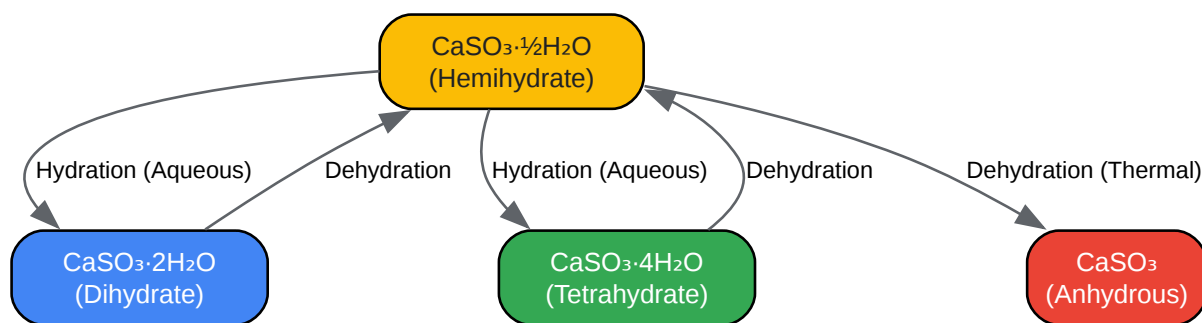 CaSO₃·½H₂O
(Hemihydrate)
Hydration (Aqueous)
Dehydration
Hydration (Aqueous)
Dehydration
Dehydration (Thermal)
CaSO₃·2H₂O
(Dihydrate)
CaSO₃·4H₂O
(Tetrahydrate)
CaSO₃
(Anhydrous)